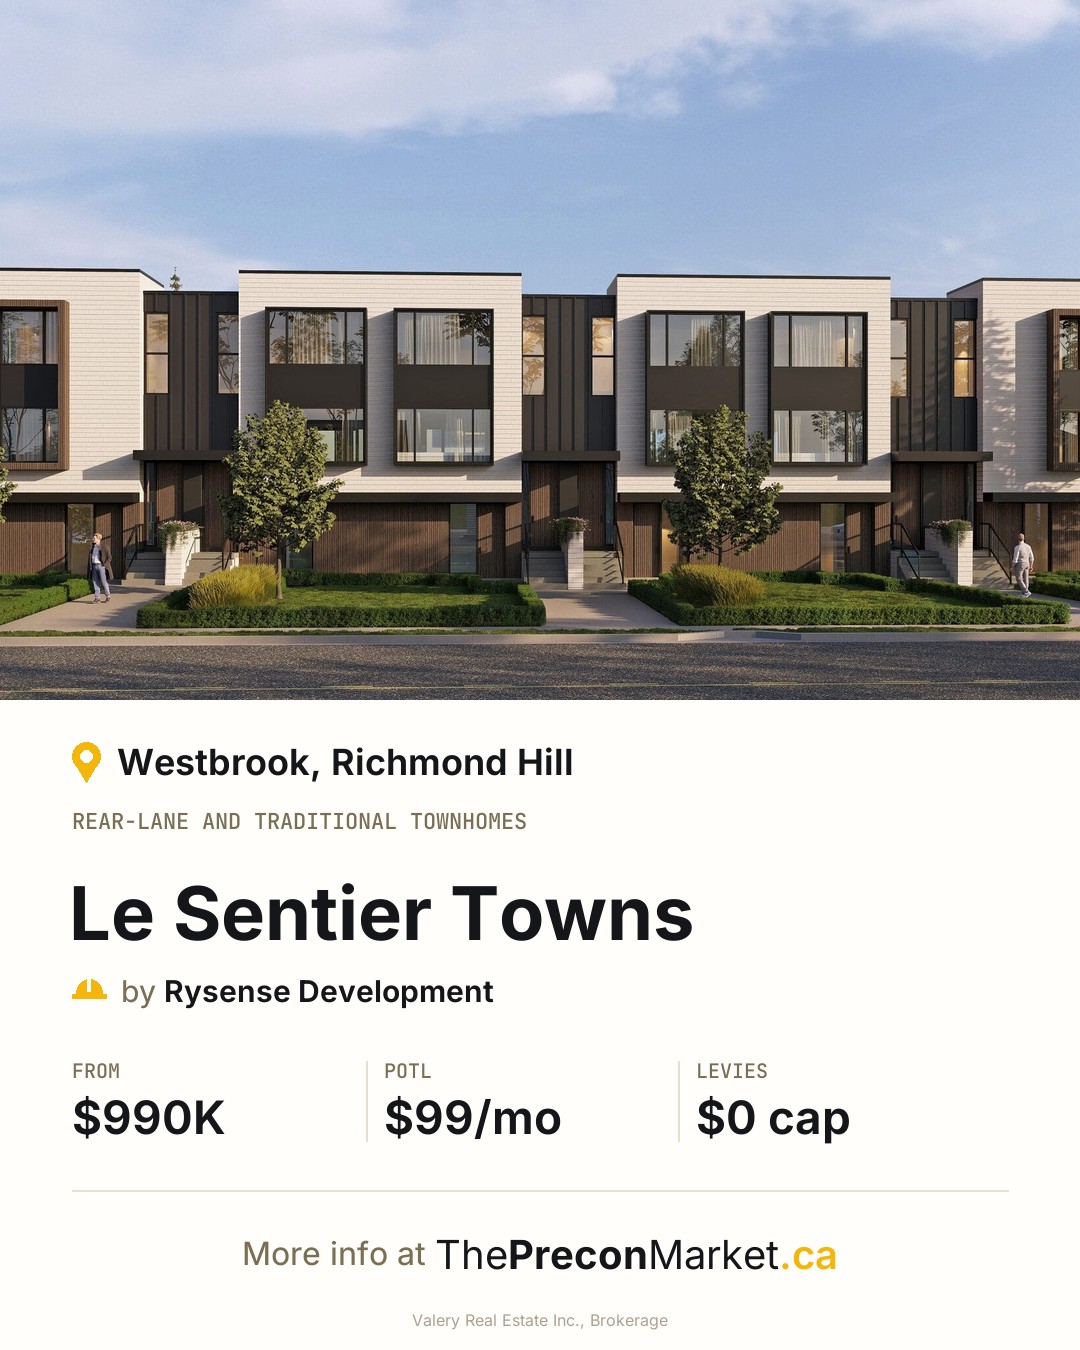 Westbrook, Richmond Hill
REAR-LANE AND TRADITIONAL TOWNHOMES
Le Sentier Towns
by Rysense Development
FROM
$990K
POTL
$99/mo
LEVIES
$0 cap
More info at ThePreconMarket.ca
Valery Real Estate Inc., Brokerage